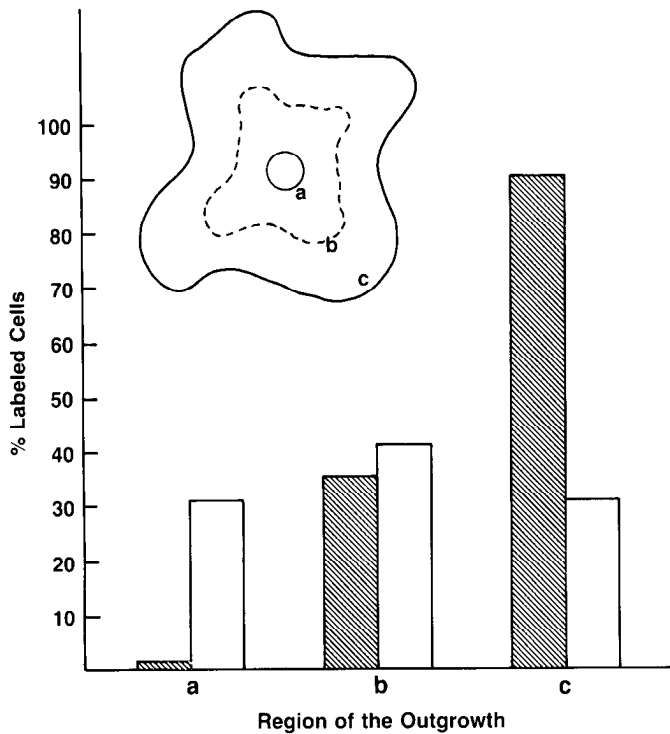 % Labeled Cells
100
90
80
70
60
50
40
30
20
10
a
b
c
a
b
c
Region of the Outgrowth